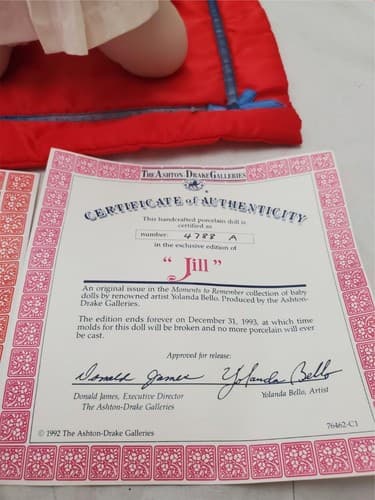 THE ASHTON-DRAKE GALLERIES
CERTIFICATE of AUTHENTICITY
This handcrafted porcelain doll is
certified as
number: 4788 A
in the exclusive edition of
"Jill"
An original issue in the Moments to Remember collection of baby
dolls by renowned artist Yolanda Bello. Produced by the Ashton-
Drake Galleries.
The edition ends forever on December 31, 1993, at which time
molds for this doll will be broken and no more porcelain will ever
be cast.
Approved for release:
Donald James Yolanda Bello
Donald James, Executive Director Yolanda Bello, Artist
The Ashton-Drake Galleries
© 1992 The Ashton-Drake Galleries 76462-C1